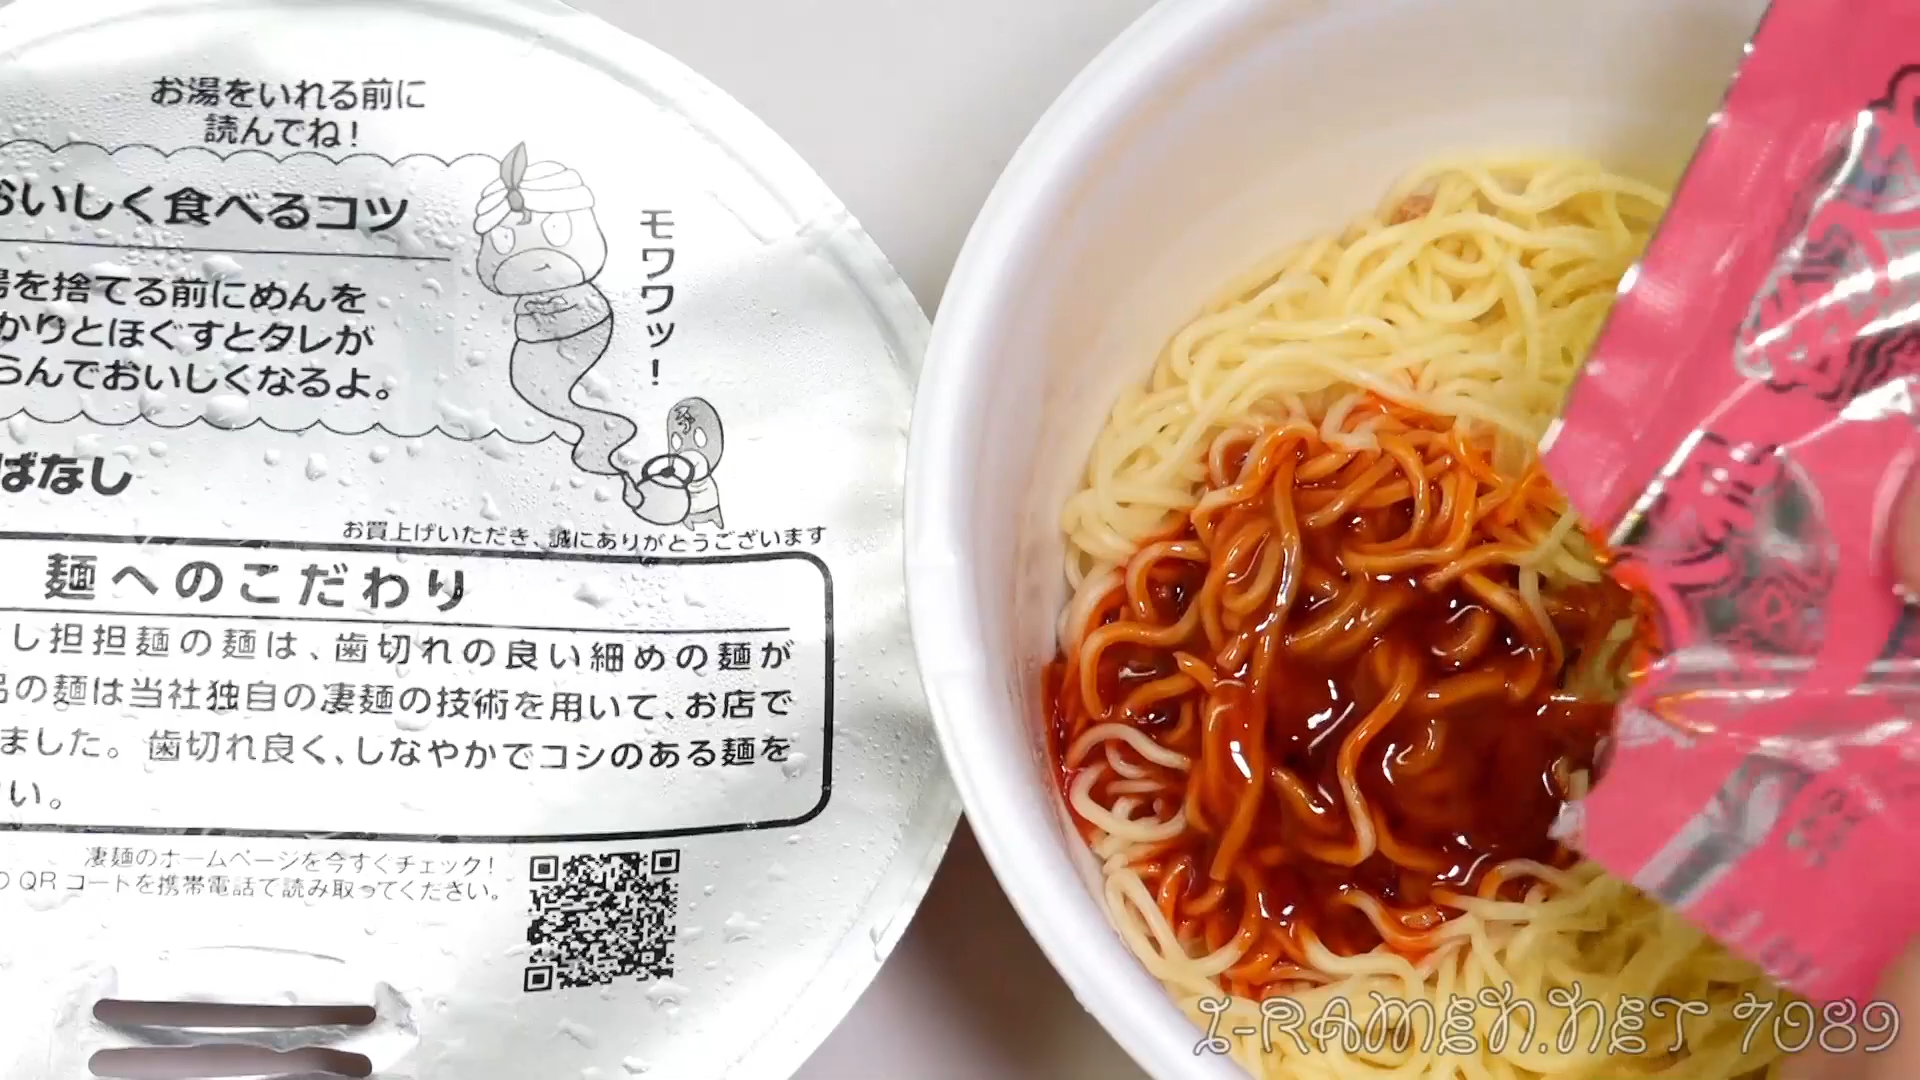 お湯をいれる前に
読んでね!
おいしく食べるコツ
湯を捨てる前にめんを
かりとほぐすとタレが
らんでおいしくなるよ。
モワワッ!
ばなし
お買上げいただき、誠にありがとうございます
麺へのこだわり
し担担麺の麺は、歯切れの良い細めの麺が
の麺は当社独自の凄麺の技術を用いて、お店で
ました。歯切れ良く、しなやかでコシのある麺を
い。
凄麺のホームページを今すぐチェック!
QRコードを携帯電話で読み取ってください。
I-RAMEN.NET 7089